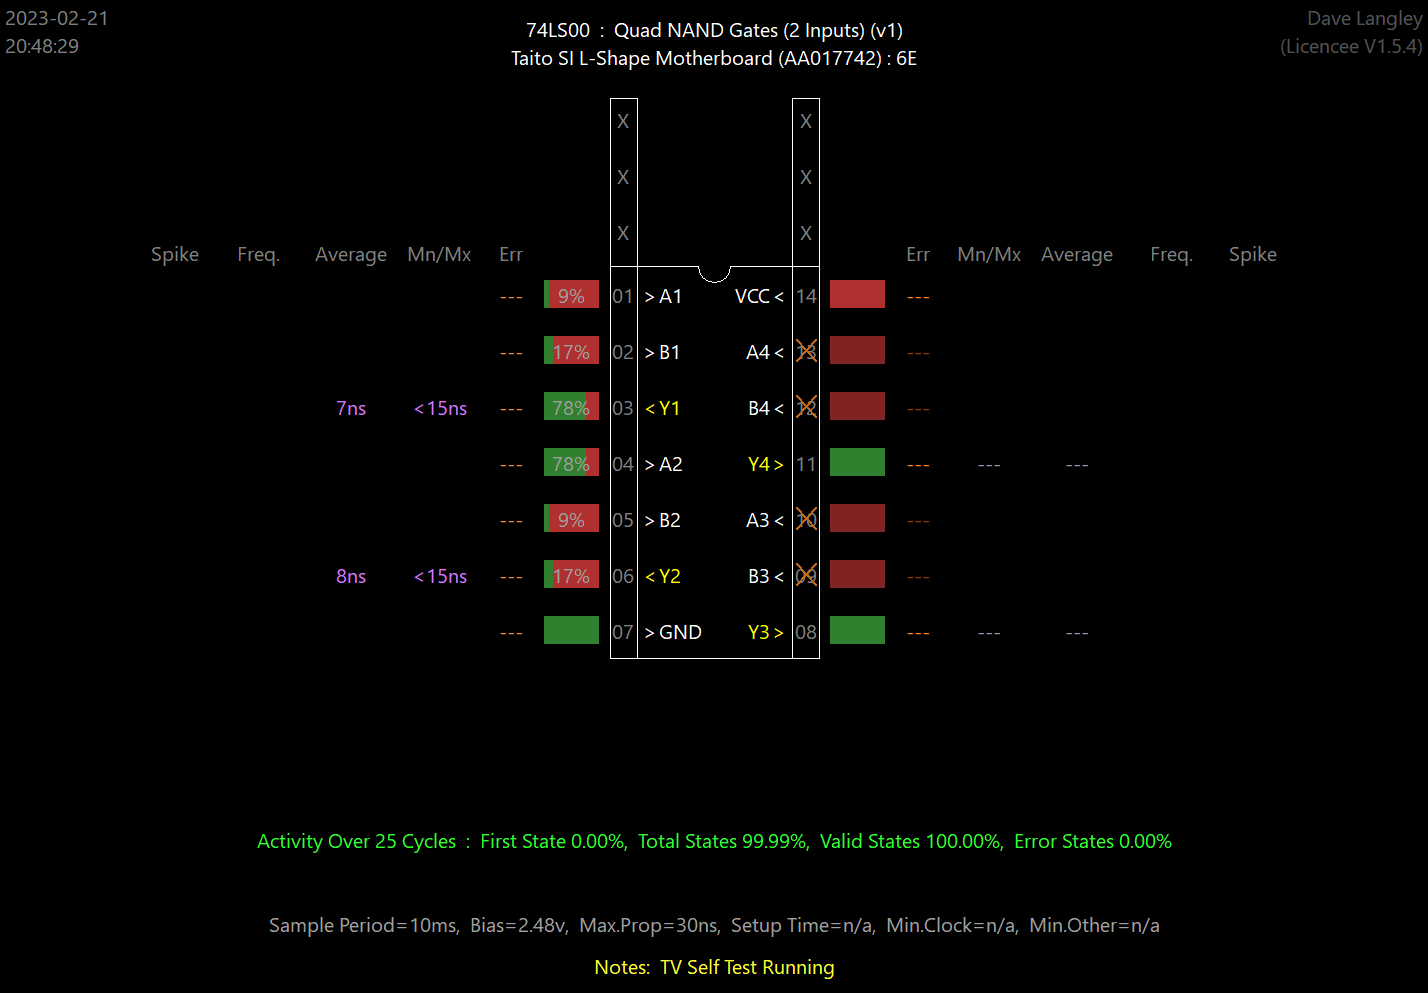 2023-02-21
20:48:29
74LS00 : Quad NAND Gates (2 Inputs) (v1)
Taito SI L-Shape Motherboard (AA017742) : 6E
Dave Langley
(Licencee V1.5.4)
X X
X X
X X
Spike Freq. Average Mn/Mx Err Err Mn/Mx Average Freq. Spike
--- 9% 01 > A1 VCC < 14 ---
--- 17% 02 > B1 A4 < 13 ---
7ns <15ns --- 78% 03 < Y1 B4 < 12 ---
--- 78% 04 > A2 Y4 > 11 --- --- ---
--- 9% 05 > B2 A3 < 10 ---
8ns <15ns --- 17% 06 < Y2 B3 < 09 ---
--- 07 > GND Y3 > 08 --- --- ---
Activity Over 25 Cycles : First State 0.00%, Total States 99.99%, Valid States 100.00%, Error States 0.00%
Sample Period=10ms, Bias=2.48v, Max.Prop=30ns, Setup Time=n/a, Min.Clock=n/a, Min.Other=n/a
Notes: TV Self Test Running